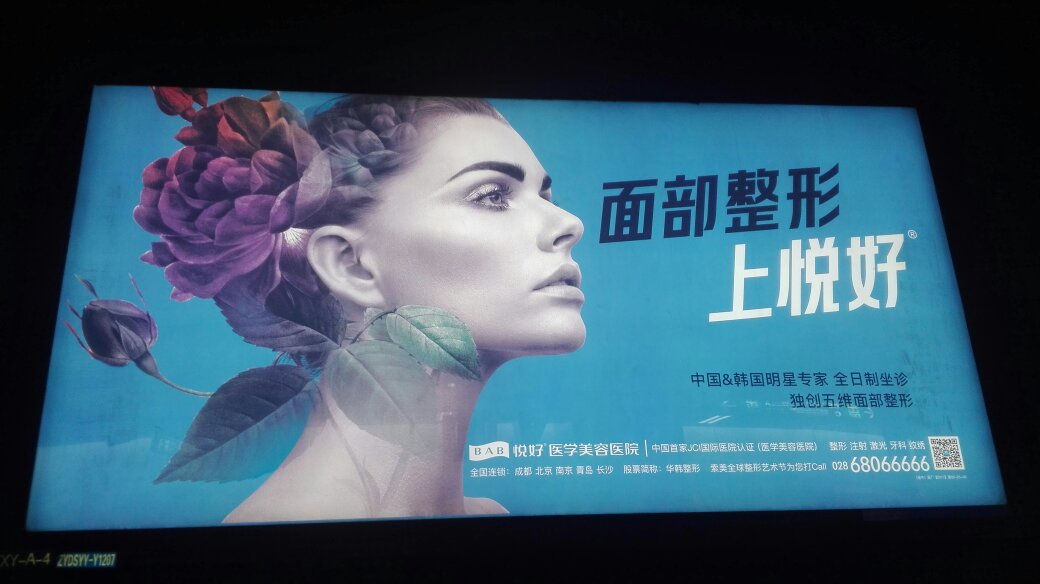 面部整形
上悦好®
中国&韩国明星专家 全日制坐诊
独创五维面部整形
BAB 悦好®医学美容医院 中国首家JCI国际医院认证（医学美容医院） 整形 注射 激光 牙科 纹绣
全国连锁：成都 北京 南京 青岛 长沙 股票简称：华韩整形 索美全球整形艺术节为您打Call 028 68066666
XY-A-4 ZYDSYY-Y1207